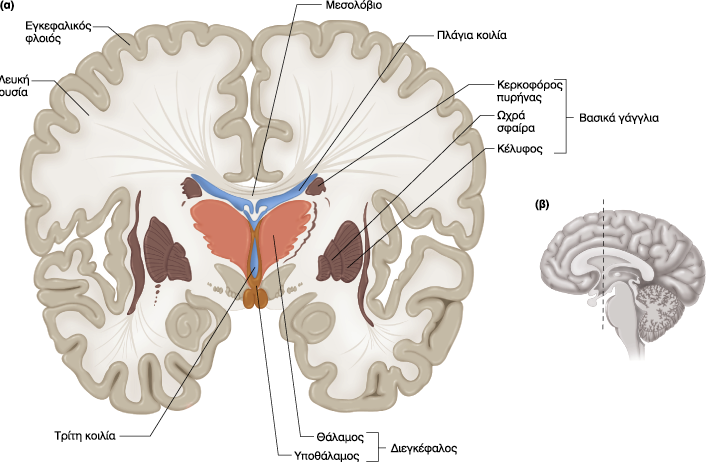 (α)
Μεσολόβιο
Εγκεφαλικός
φλοιός
Πλάγια κοιλία
Λευκή
ουσία
Κερκοφόρος
πυρήνας
Ωχρά
σφαίρα
Κέλυφος
Βασικά γάγγλια
(β)
Τρίτη κοιλία
Θάλαμος
Υποθάλαμος
Διεγκέφαλος